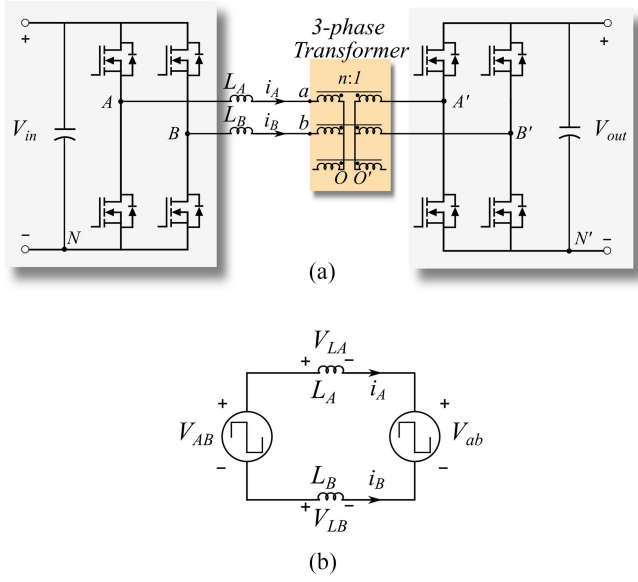 3-phase
Transformer
+ +
n:1
L_A i_A a
A A'
V_in L_B i_B b V_out
B B'
O O'
− N N' −
(a)
V_LA
+ −
L_A i_A
+ +
V_AB V_ab
− −
L_B i_B
+ −
V_LB
(b)